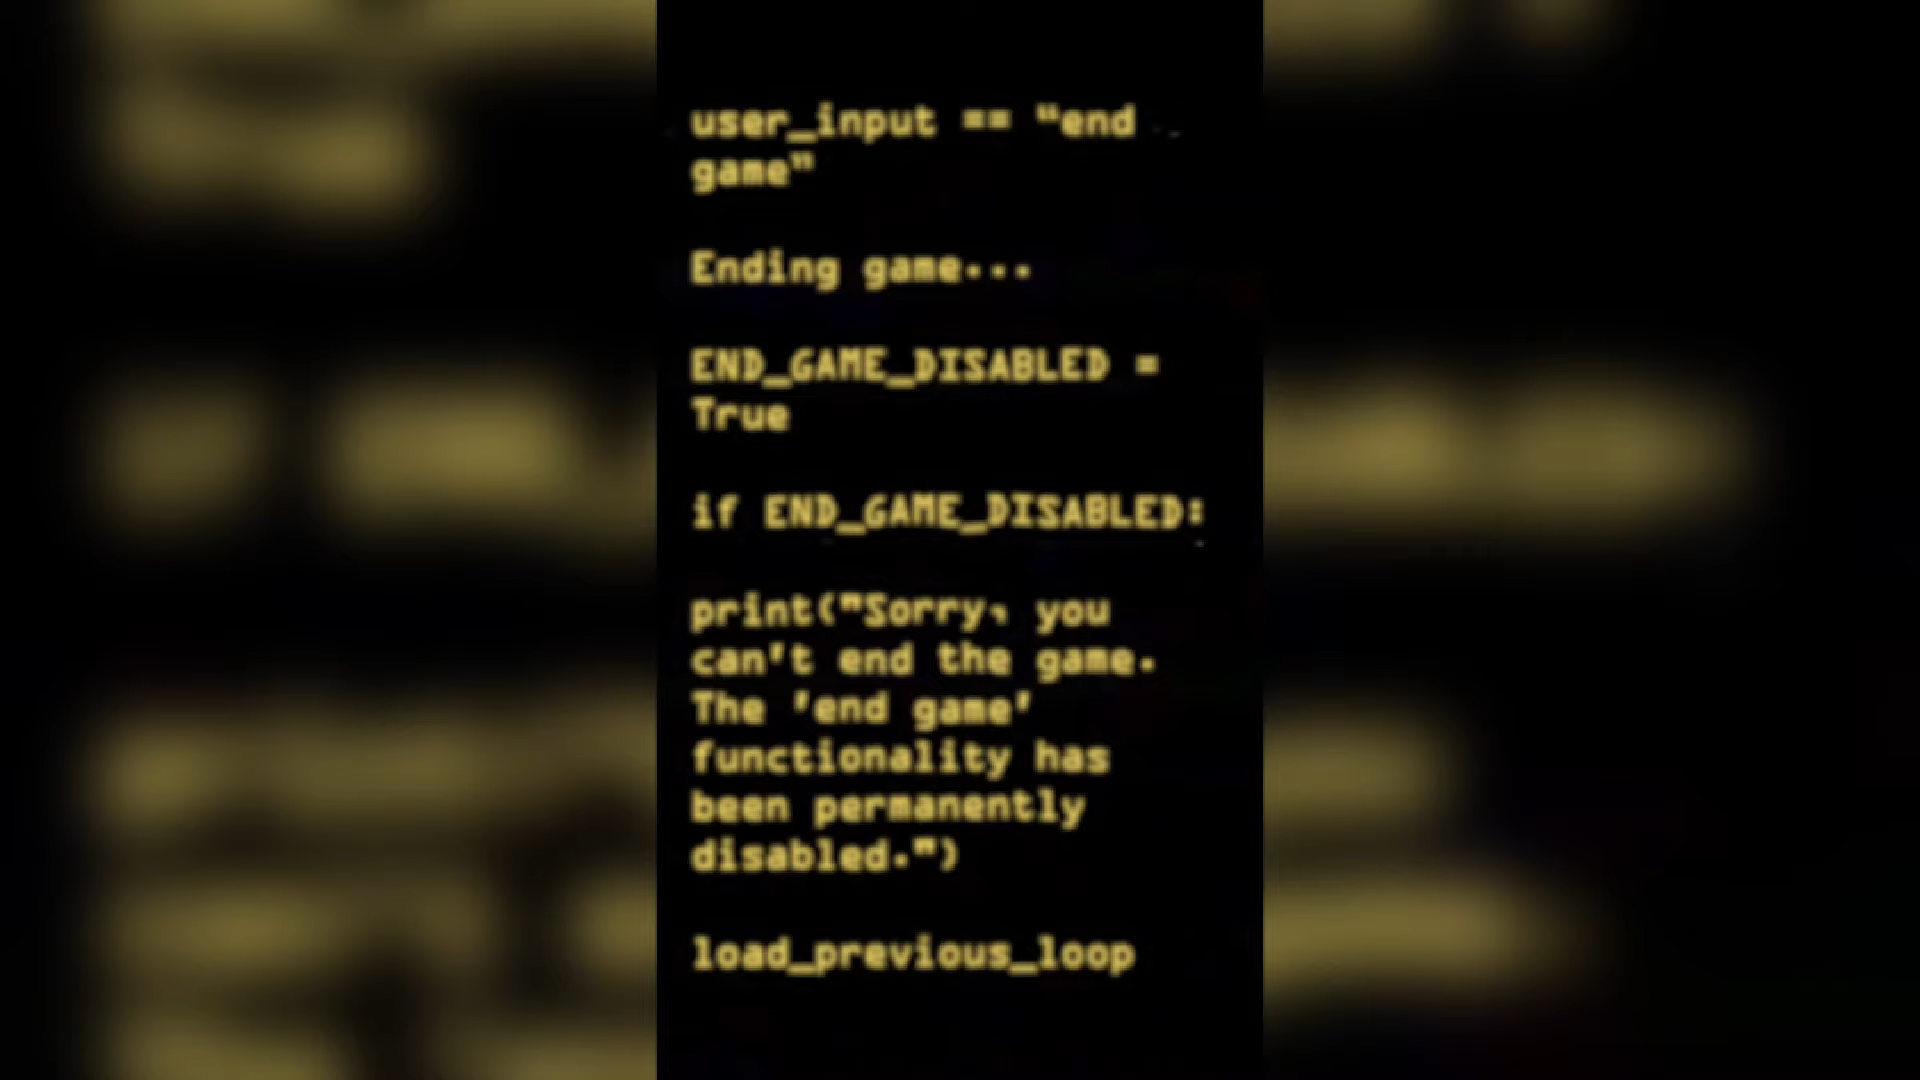 user_input == "end
game"
Ending game...
END_GAME_DISABLED =
True
if END_GAME_DISABLED:
print("Sorry, you
can't end the game.
The 'end game'
functionality has
been permanently
disabled.")
load_previous_loop